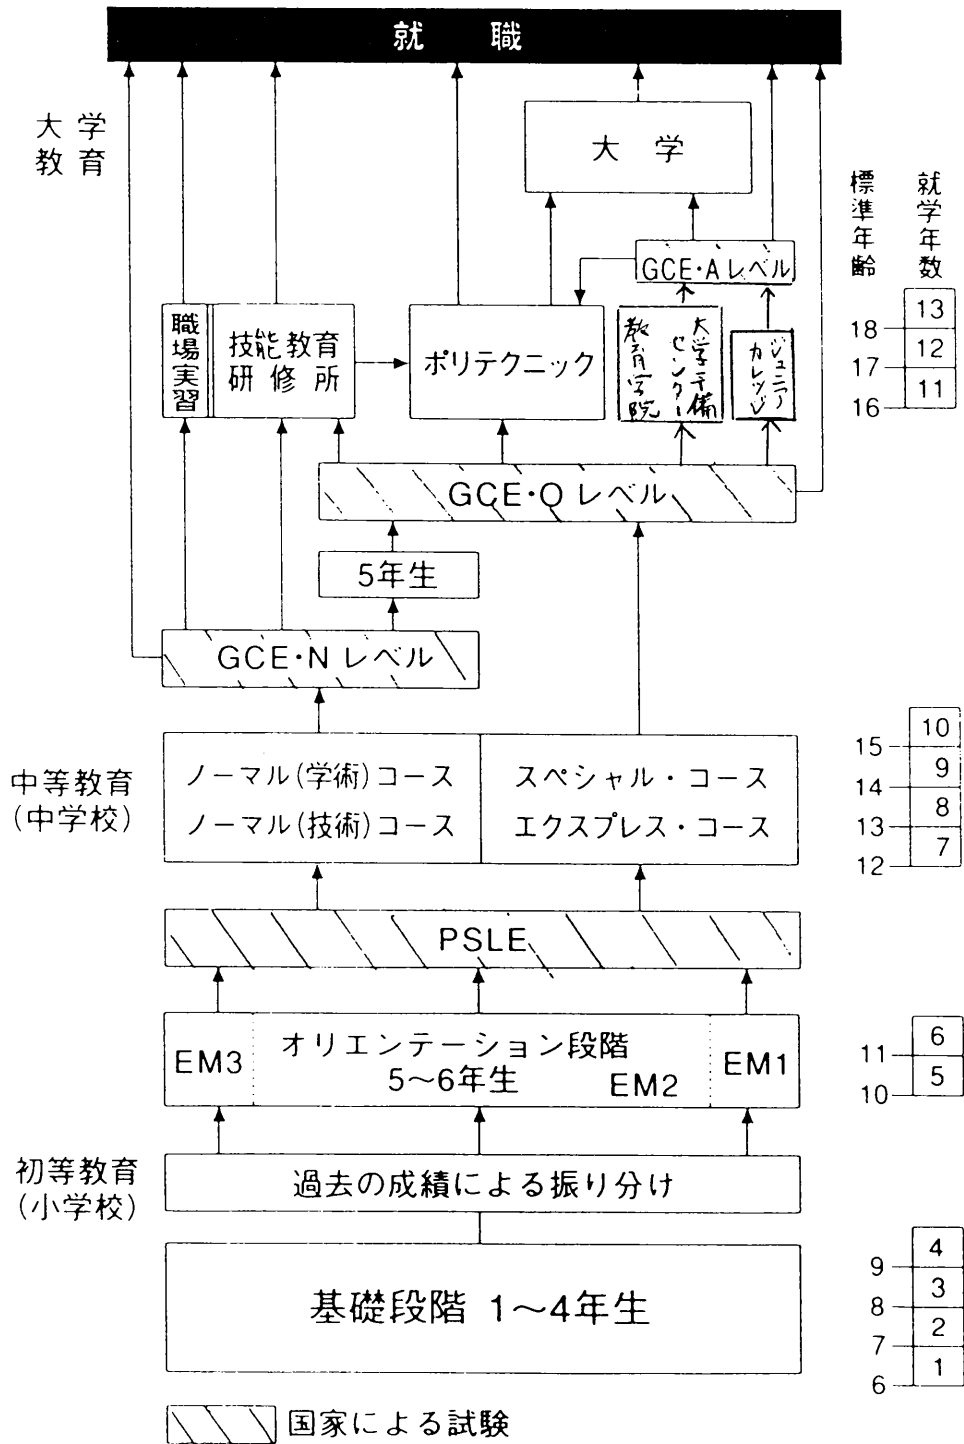 就 職
大学
教育
大 学
標準年齢
就学年数
GCE・Aレベル
職場実習
技能教育
研修所
ポリテクニック
大学予備
センター
教育学院
ジュニア
カレッジ
13
18
12
17
11
16
GCE・O レベル
5年生
GCE・N レベル
中等教育
(中学校)
ノーマル(学術)コース
ノーマル(技術)コース
スペシャル・コース
エクスプレス・コース
10
15
9
14
8
13
7
12
PSLE
EM3
オリエンテーション段階
5〜6年生
EM2
EM1
6
11
5
10
初等教育
(小学校)
過去の成績による振り分け
基礎段階 1〜4年生
4
9
3
8
2
7
1
6
国家による試験